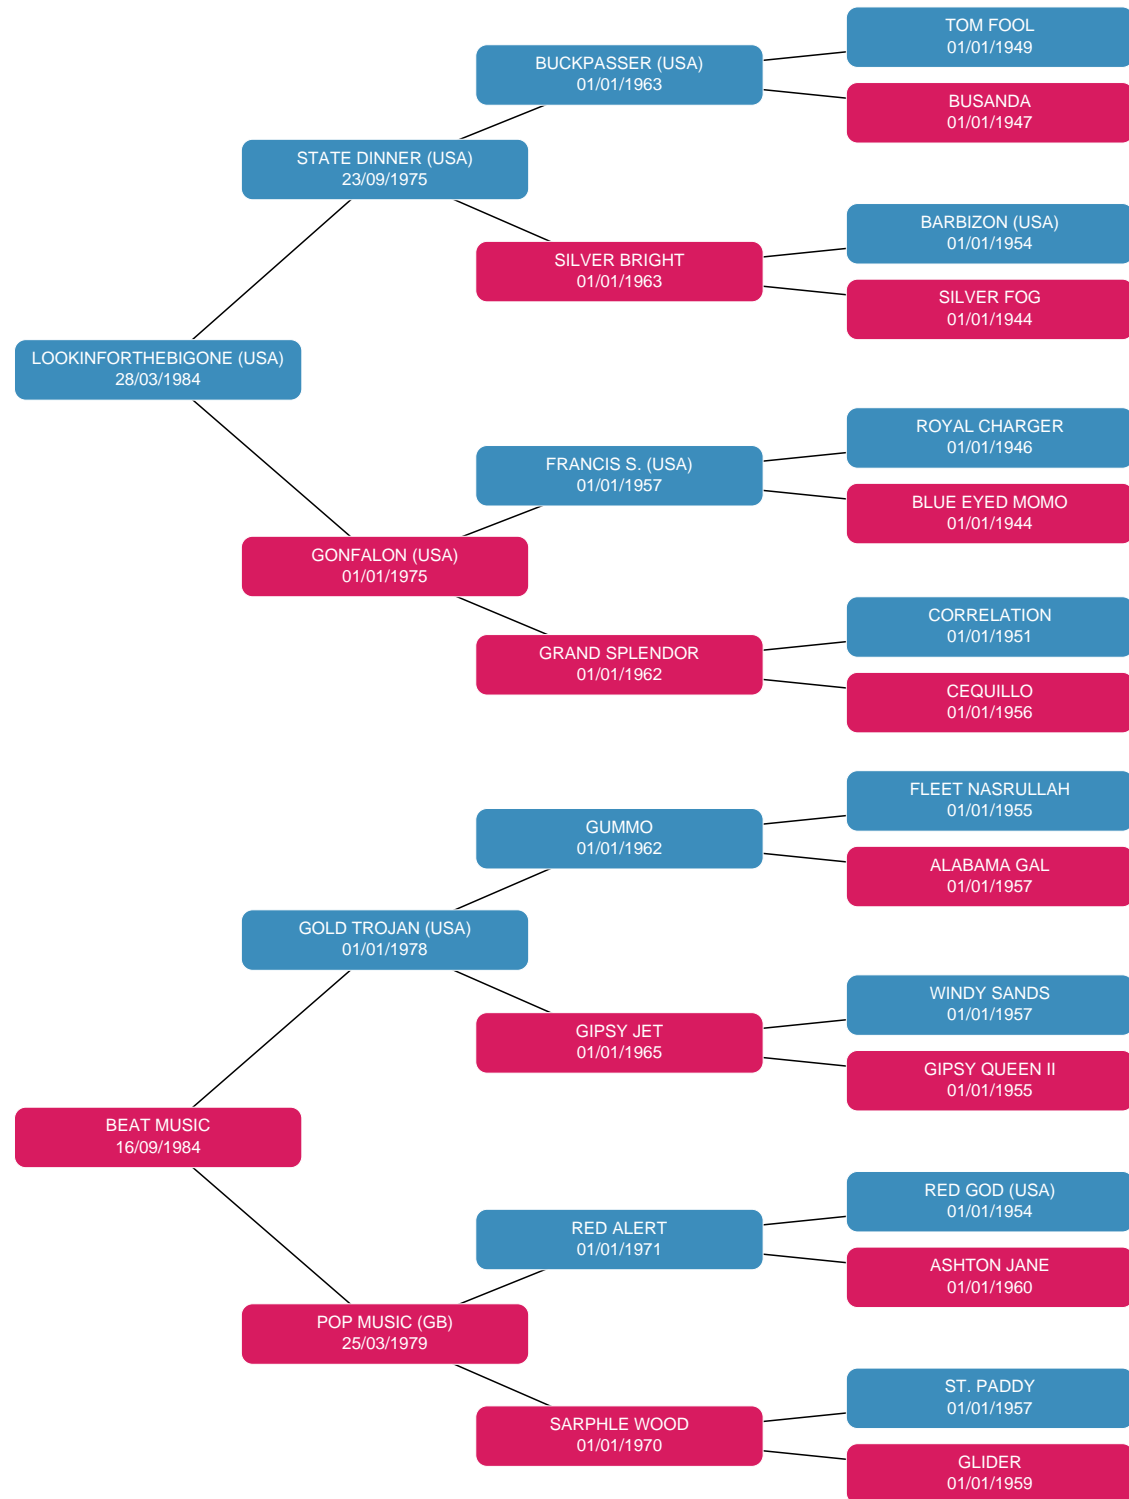 TOM FOOL
01/01/1949
BUCKPASSER (USA)
01/01/1963
BUSANDA
01/01/1947
STATE DINNER (USA)
23/09/1975
BARBIZON (USA)
01/01/1954
SILVER BRIGHT
01/01/1963
SILVER FOG
01/01/1944
LOOKINFORTHEBIGONE (USA)
28/03/1984
ROYAL CHARGER
01/01/1946
FRANCIS S. (USA)
01/01/1957
BLUE EYED MOMO
01/01/1944
GONFALON (USA)
01/01/1975
CORRELATION
01/01/1951
GRAND SPLENDOR
01/01/1962
CEQUILLO
01/01/1956
FLEET NASRULLAH
01/01/1955
GUMMO
01/01/1962
ALABAMA GAL
01/01/1957
GOLD TROJAN (USA)
01/01/1978
WINDY SANDS
01/01/1957
GIPSY JET
01/01/1965
GIPSY QUEEN II
01/01/1955
BEAT MUSIC
16/09/1984
RED GOD (USA)
01/01/1954
RED ALERT
01/01/1971
ASHTON JANE
01/01/1960
POP MUSIC (GB)
25/03/1979
ST. PADDY
01/01/1957
SARPHLE WOOD
01/01/1970
GLIDER
01/01/1959